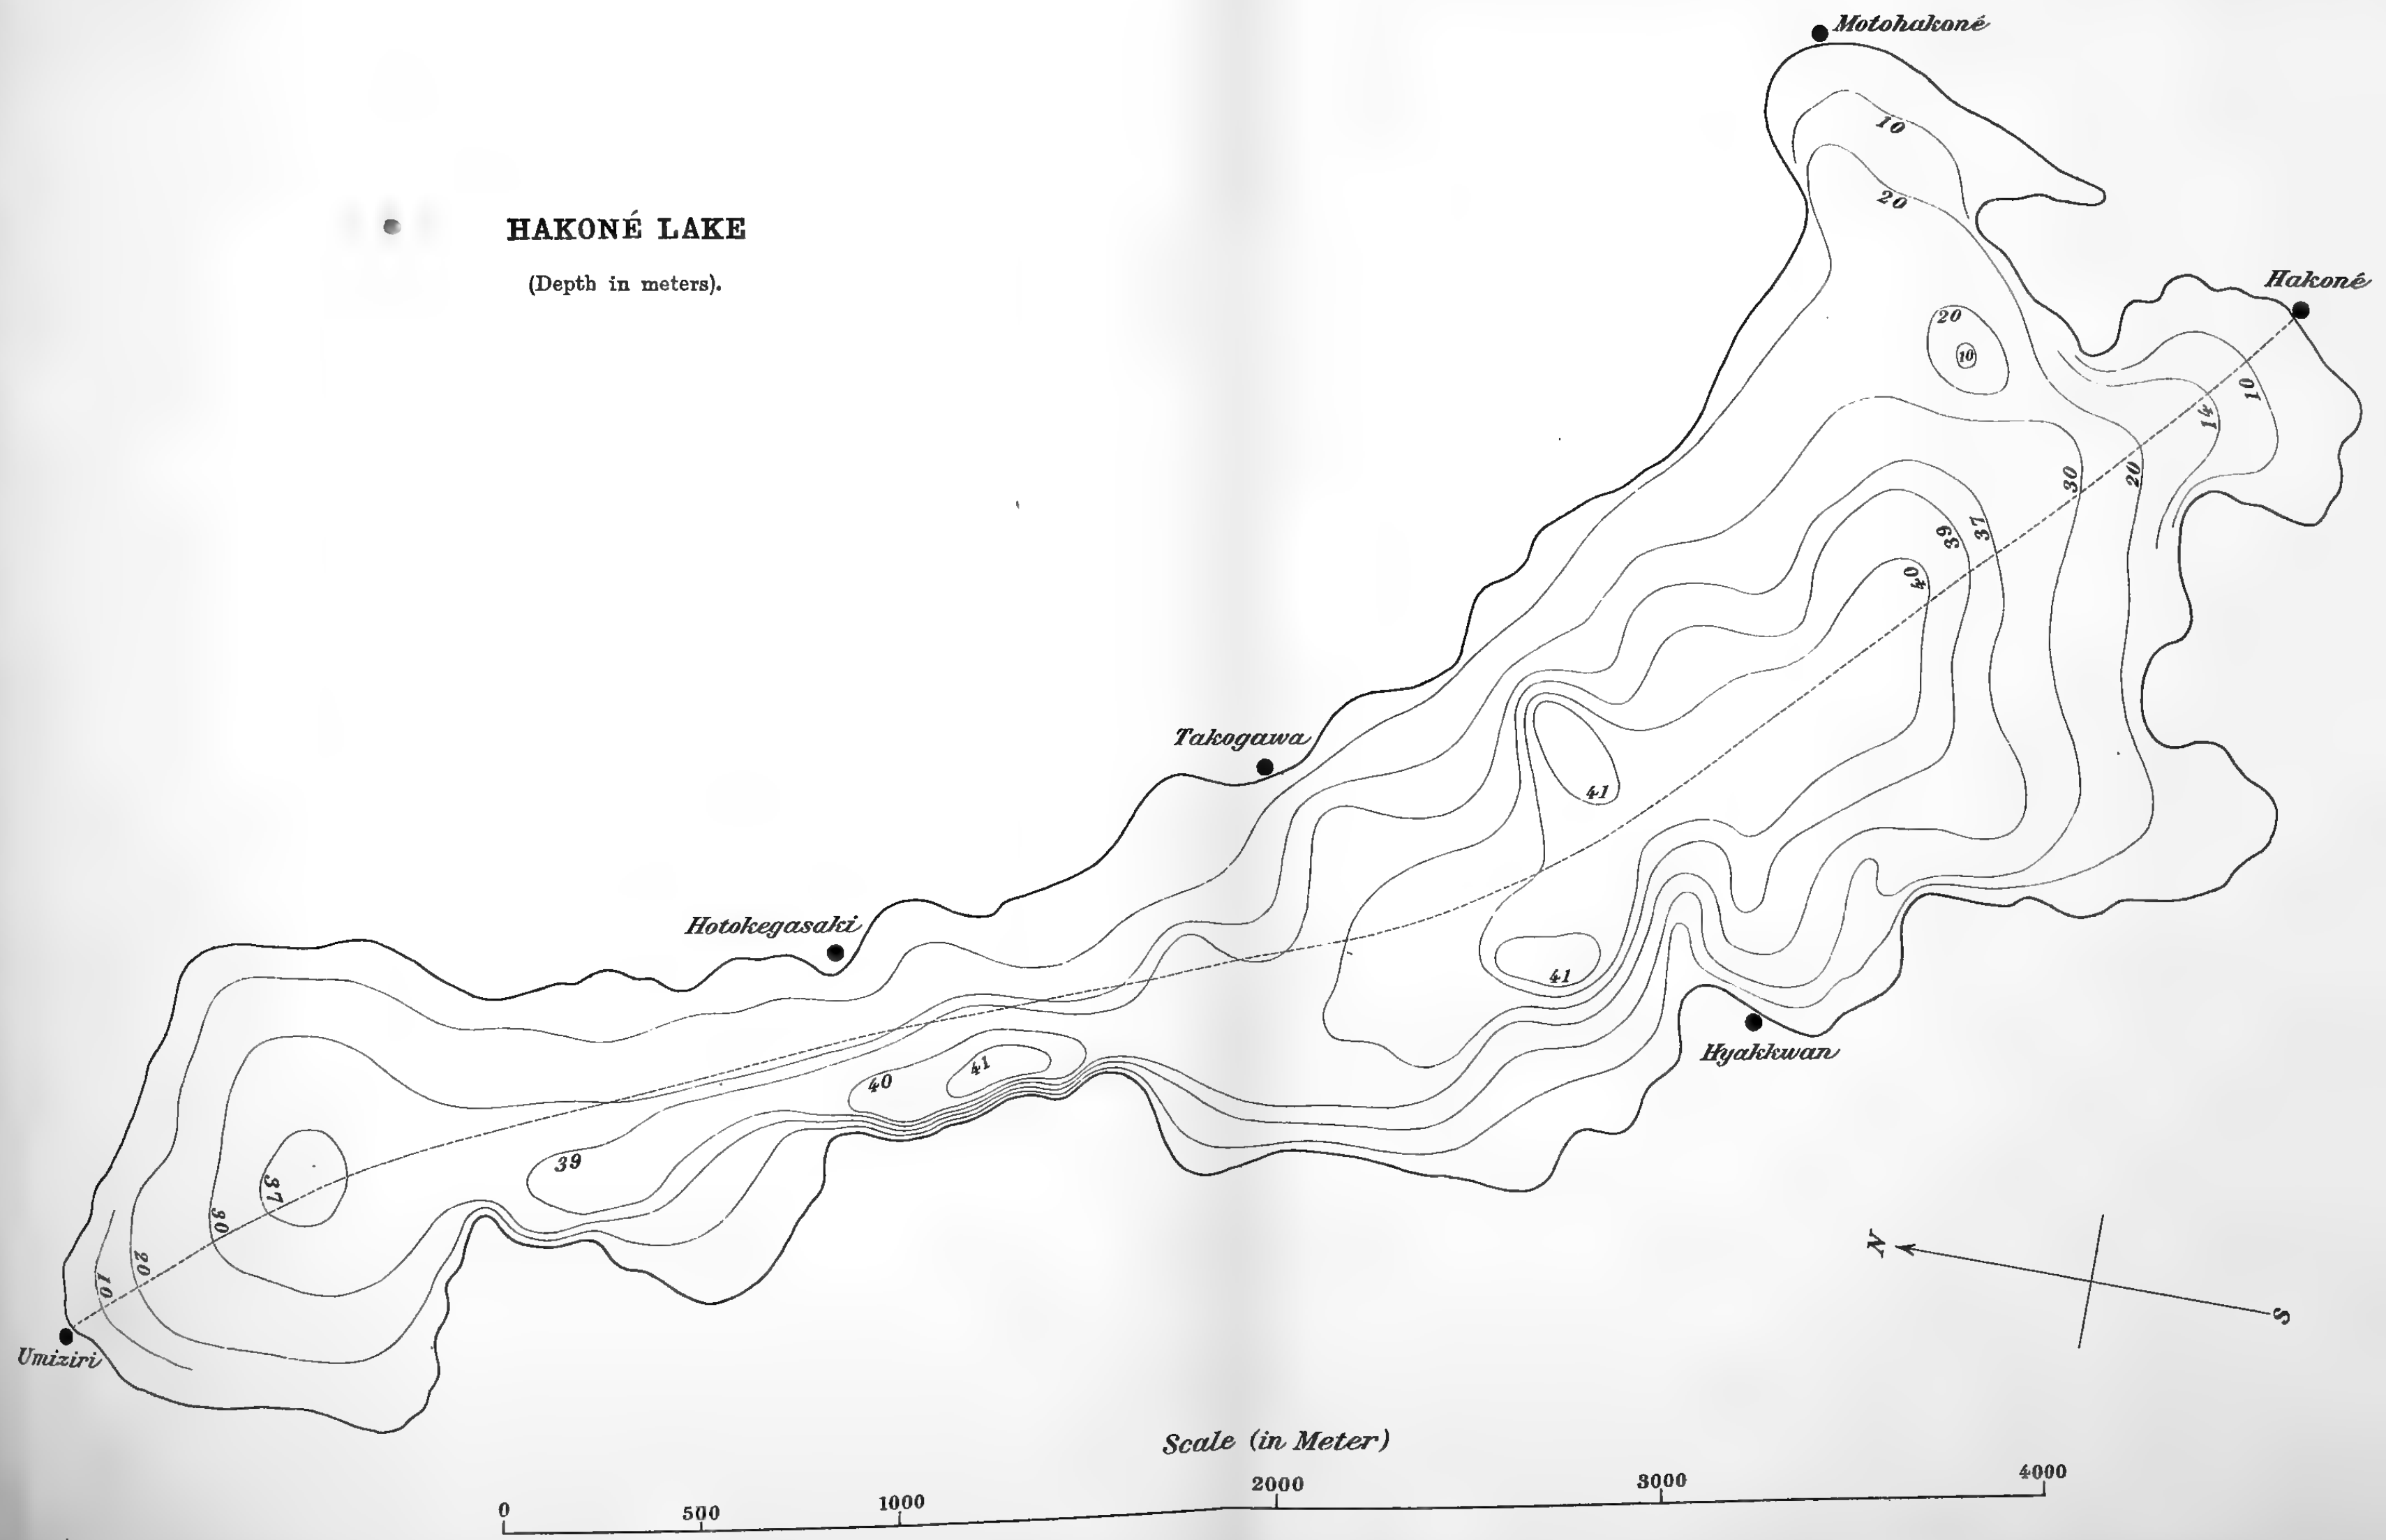 Motohakoné
10
HAKONÉ LAKE
20
(Depth in meters).
Hakoné
20
10
10
14
30
20
37
39
40
Takogawa
41
Hotokegasaki
41
Hyakkwan
41
40
39
37
30
20
10
N
S
Umiziri
Scale (in Meter)
0
500
1000
2000
3000
4000